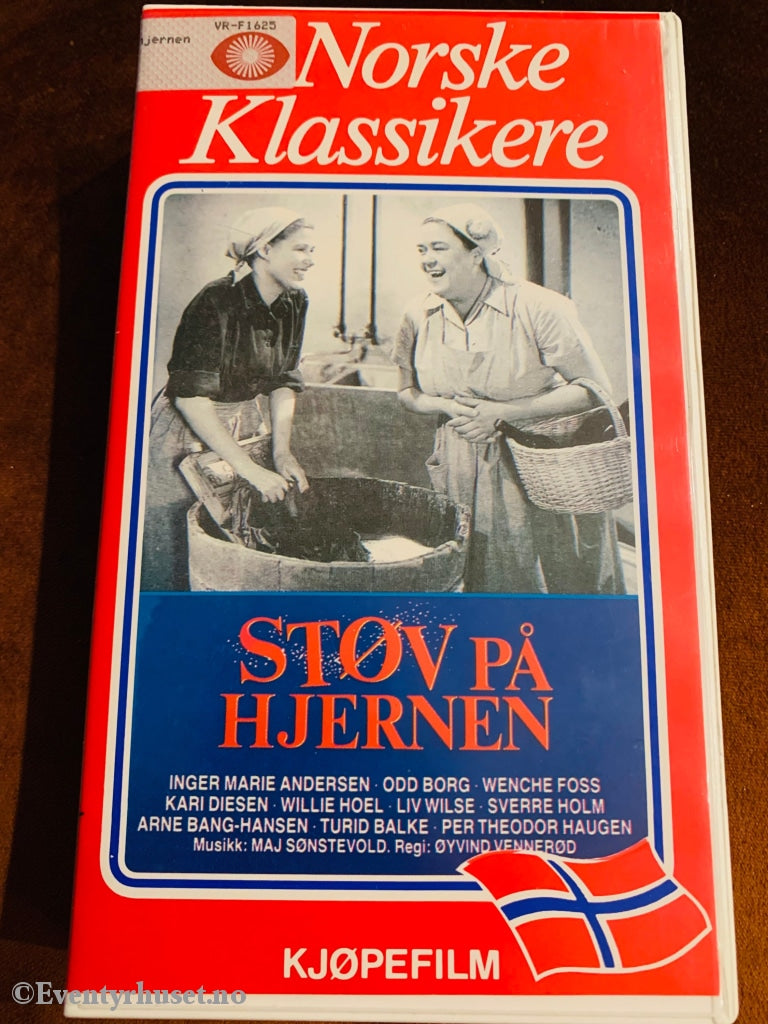 VR-F1625
hjernen
Norske
Klassikere
STØV PÅ
HJERNEN
INGER MARIE ANDERSEN · ODD BORG · WENCHE FOSS
KARI DIESEN · WILLIE HOEL · LIV WILSE · SVERRE HOLM
ARNE BANG-HANSEN · TURID BALKE · PER THEODOR HAUGEN
Musikk: MAJ SØNSTEVOLD. Regi: ØYVIND VENNERØD
KJØPEFILM
©Eventyrhuset.no